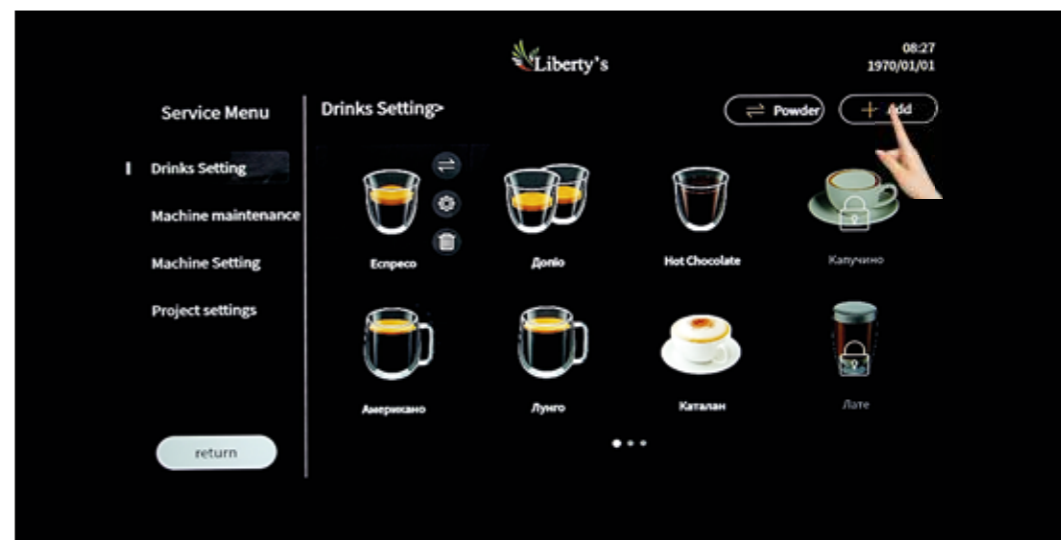 Liberty's
08:27
1970/01/01
Service Menu
Drinks Setting>
Powder
Add
Drinks Setting
Machine maintenance
Machine Setting
Project settings
return
Еспресо
Допіо
Hot Chocolate
Капучино
Американо
Лунго
Каталан
Лате